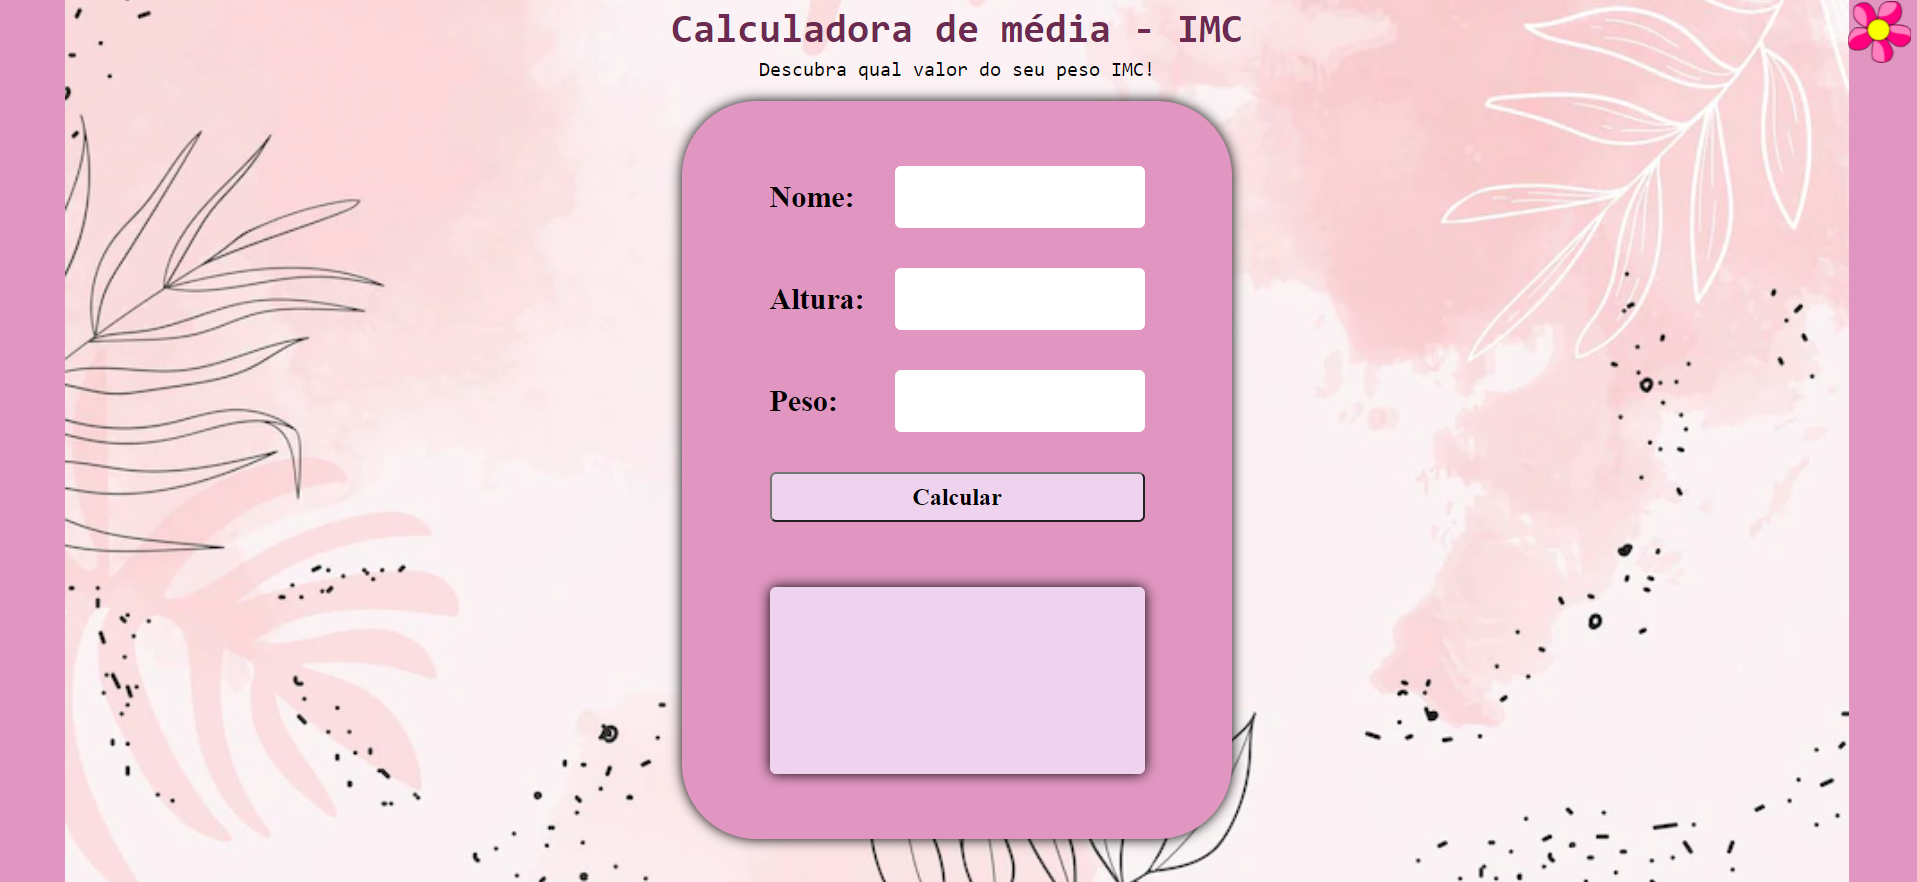 Calculadora de média - IMC
Descubra qual valor do seu peso IMC!
Nome:
Altura:
Peso:
Calcular